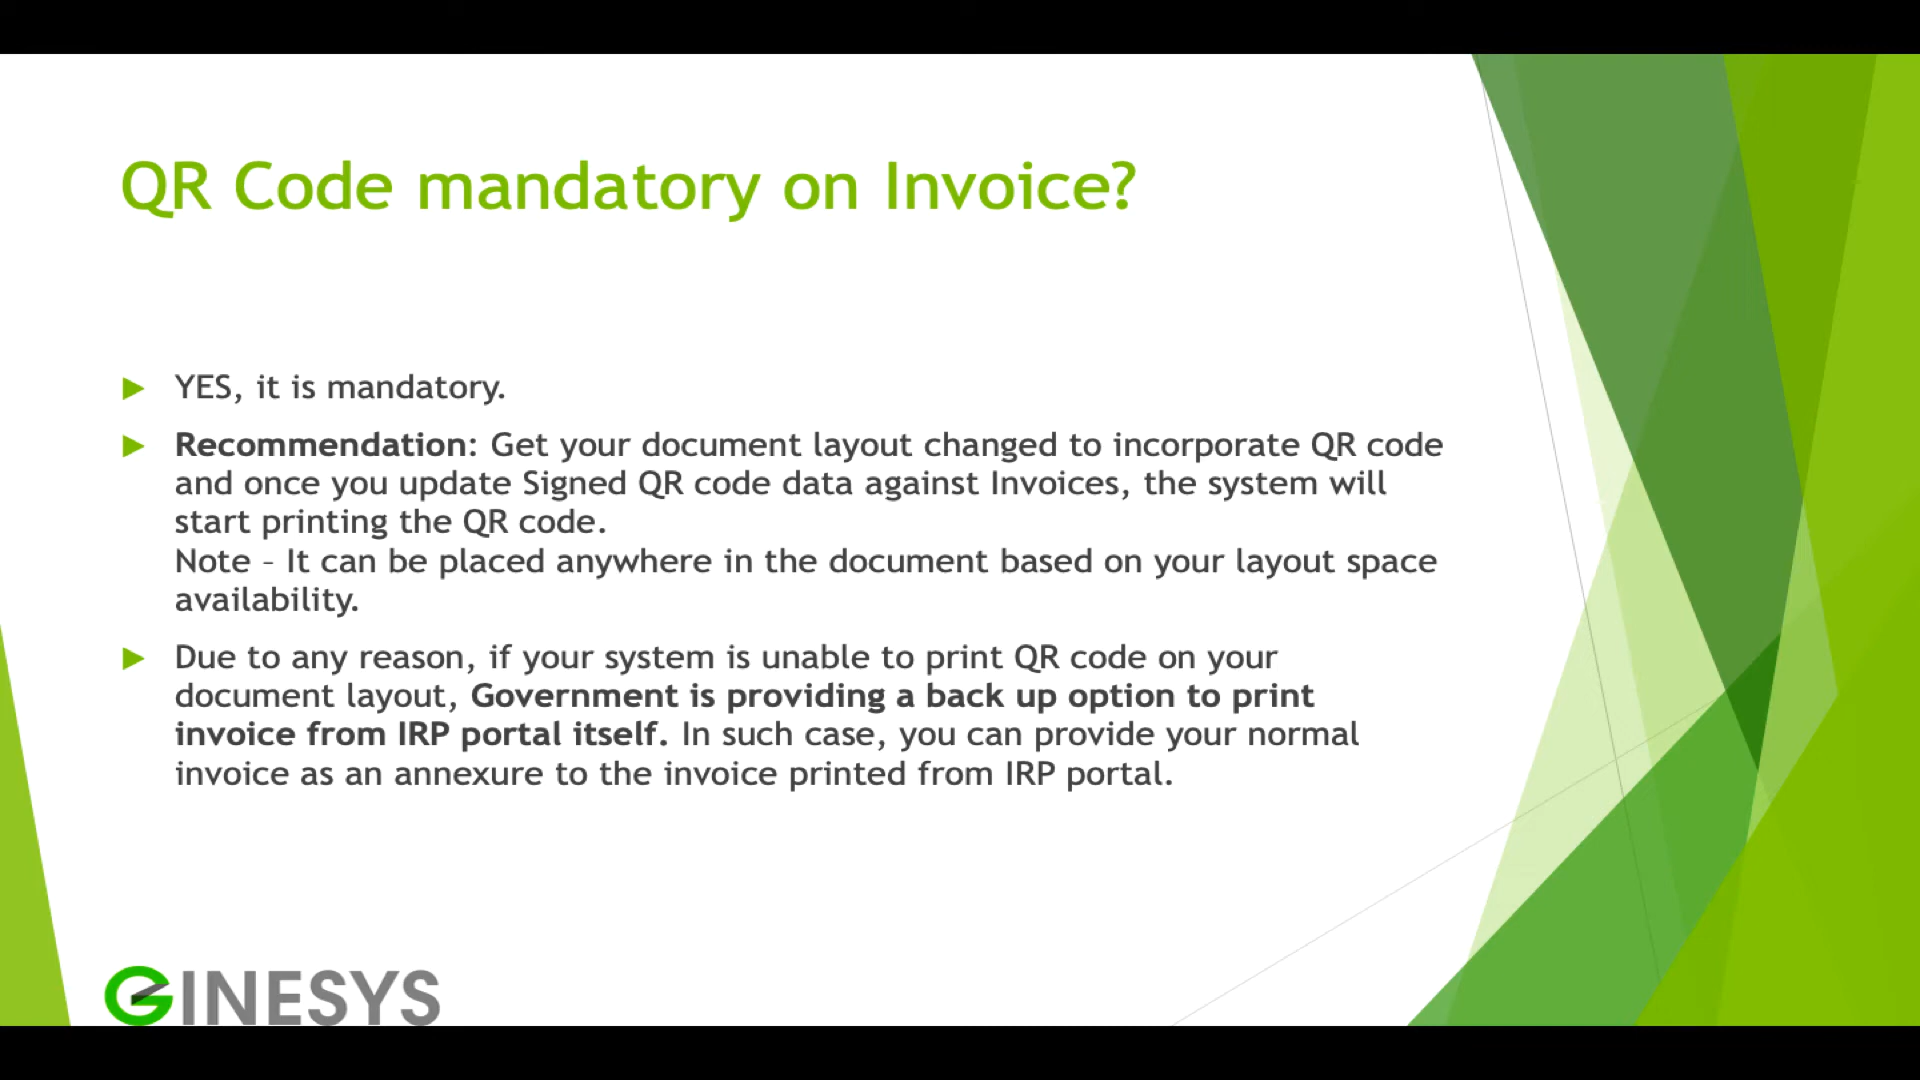 QR Code mandatory on Invoice?
YES, it is mandatory.
Recommendation: Get your document layout changed to incorporate QR code
and once you update Signed QR code data against Invoices, the system will
start printing the QR code.
Note – It can be placed anywhere in the document based on your layout space
availability.
Due to any reason, if your system is unable to print QR code on your
document layout, Government is providing a back up option to print
invoice from IRP portal itself. In such case, you can provide your normal
invoice as an annexure to the invoice printed from IRP portal.
GINESYS